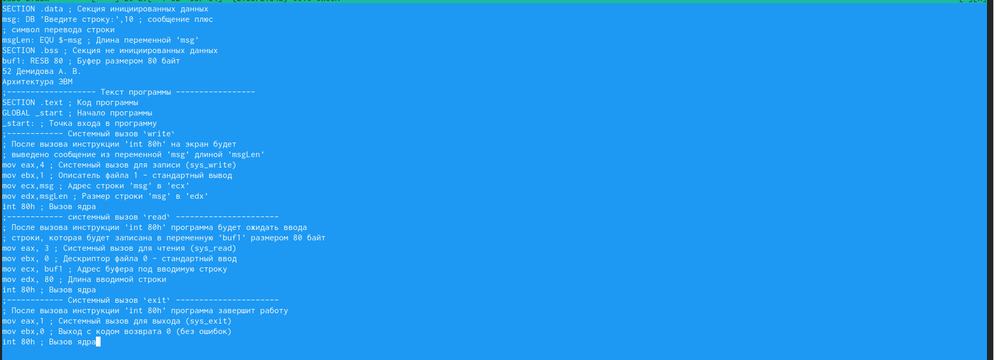 SECTION .data ; Секция инициированных данных
msg: DB 'Введите строку:',10 ; сообщение плюс
; символ перевода строки
msgLen: EQU $-msg ; Длина переменной 'msg'
SECTION .bss ; Секция не инициированных данных
buf1: RESB 80 ; Буфер размером 80 байт
52 Демидова А. В.
Архитектура ЭВМ
;------------------- Текст программы -----------------
SECTION .text ; Код программы
GLOBAL _start ; Начало программы
_start: ; Точка входа в программу
;------------ Системный вызов `write`
; После вызова инструкции 'int 80h' на экран будет
; выведено сообщение из переменной 'msg' длиной 'msgLen'
mov eax,4 ; Системный вызов для записи (sys_write)
mov ebx,1 ; Описатель файла 1 - стандартный вывод
mov ecx,msg ; Адрес строки 'msg' в 'ecx'
mov edx,msgLen ; Размер строки 'msg' в 'edx'
int 80h ; Вызов ядра
;------------ системный вызов `read` ----------------------
; После вызова инструкции 'int 80h' программа будет ожидать ввода
; строки, которая будет записана в переменную 'buf1' размером 80 байт
mov eax, 3 ; Системный вызов для чтения (sys_read)
mov ebx, 0 ; Дескриптор файла 0 - стандартный ввод
mov ecx, buf1 ; Адрес буфера под вводимую строку
mov edx, 80 ; Длина вводимой строки
int 80h ; Вызов ядра
;------------ Системный вызов `exit` ----------------------
; После вызова инструкции 'int 80h' программа завершит работу
mov eax,1 ; Системный вызов для выхода (sys_exit)
mov ebx,0 ; Выход с кодом возврата 0 (без ошибок)
int 80h ; Вызов ядра